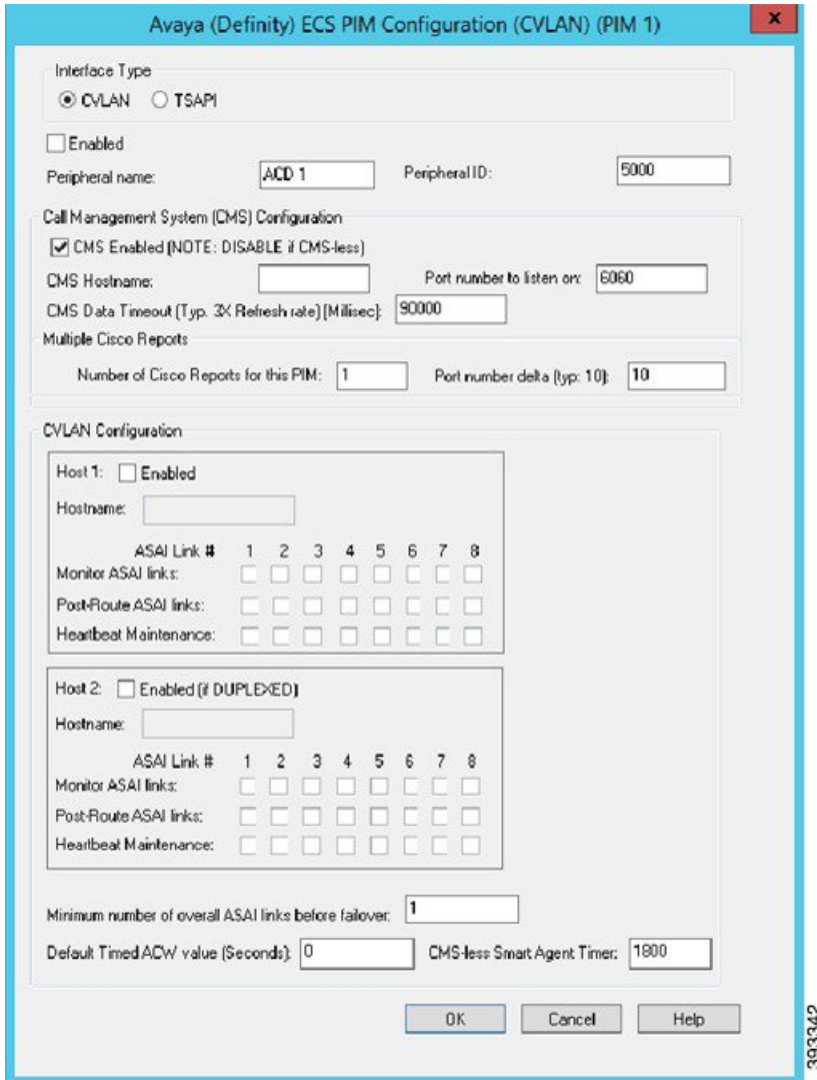 Avaya (Definity) ECS PIM Configuration (CVLAN) (PIM 1)
x
Interface Type
CVLAN TSAPI
Enabled
Peripheral name: ACD 1 Peripheral ID: 5000
Call Management System (CMS) Configuration
CMS Enabled (NOTE: DISABLE if CMS-less)
CMS Hostname: Port number to listen on: 6060
CMS Data Timeout (Typ. 3X Refresh rate) (Millisec): 90000
Multiple Cisco Reports
Number of Cisco Reports for this PIM: 1 Port number delta (typ: 10): 10
CVLAN Configuration
Host 1: Enabled
Hostname:
ASAI Link # 1 2 3 4 5 6 7 8
Monitor ASAI links:
Post-Route ASAI links:
Heartbeat Maintenance:
Host 2: Enabled (if DUPLEXED)
Hostname:
ASAI Link # 1 2 3 4 5 6 7 8
Monitor ASAI links:
Post-Route ASAI links:
Heartbeat Maintenance:
Minimum number of overall ASAI links before failover: 1
Default Timed ACW value (Seconds): 0 CMS-less Smart Agent Timer: 1800
OK Cancel Help
393342